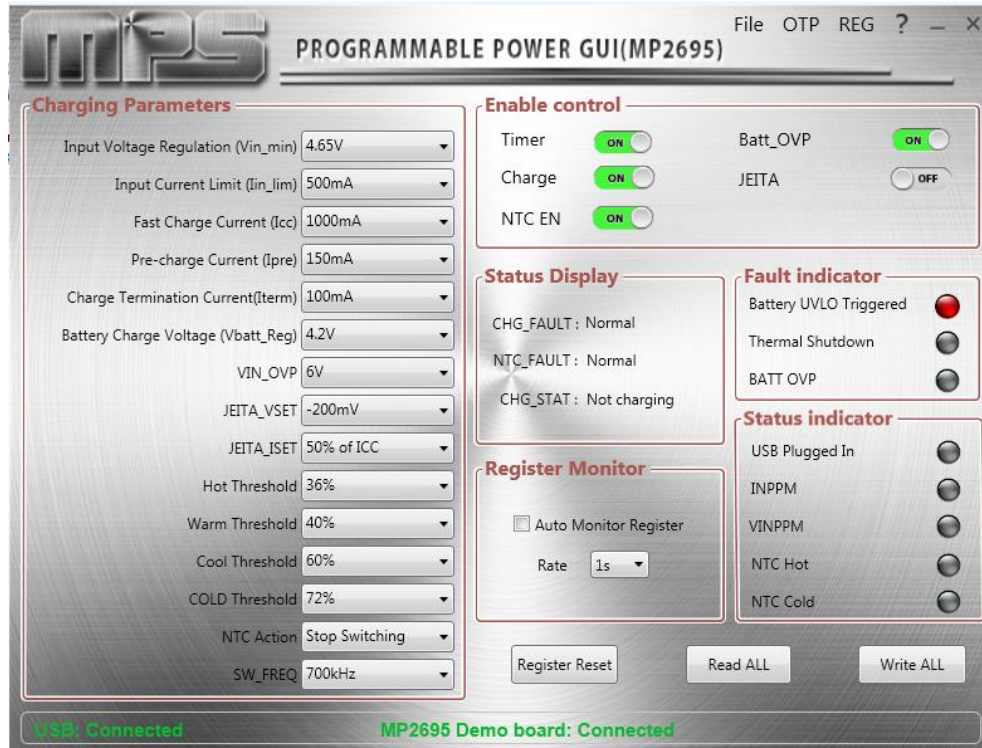 MPS
PROGRAMMABLE POWER GUI(MP2695)
File OTP REG ? – ×
Charging Parameters
Input Voltage Regulation (Vin_min) 4.65V
Input Current Limit (Iin_lim) 500mA
Fast Charge Current (Icc) 1000mA
Pre-charge Current (Ipre) 150mA
Charge Termination Current(Iterm) 100mA
Battery Charge Voltage (Vbatt_Reg) 4.2V
VIN_OVP 6V
JEITA_VSET -200mV
JEITA_ISET 50% of ICC
Hot Threshold 36%
Warm Threshold 40%
Cool Threshold 60%
COLD Threshold 72%
NTC Action Stop Switching
SW_FREQ 700kHz
Enable control
Timer ON
Batt_OVP ON
Charge ON
JEITA OFF
NTC EN ON
Status Display
CHG_FAULT : Normal
NTC_FAULT : Normal
CHG_STAT : Not charging
Fault indicator
Battery UVLO Triggered
Thermal Shutdown
BATT OVP
Status indicator
USB Plugged In
INPPM
VINPPM
NTC Hot
NTC Cold
Register Monitor
Auto Monitor Register
Rate 1s
Register Reset
Read ALL
Write ALL
USB: Connected
MP2695 Demo board: Connected